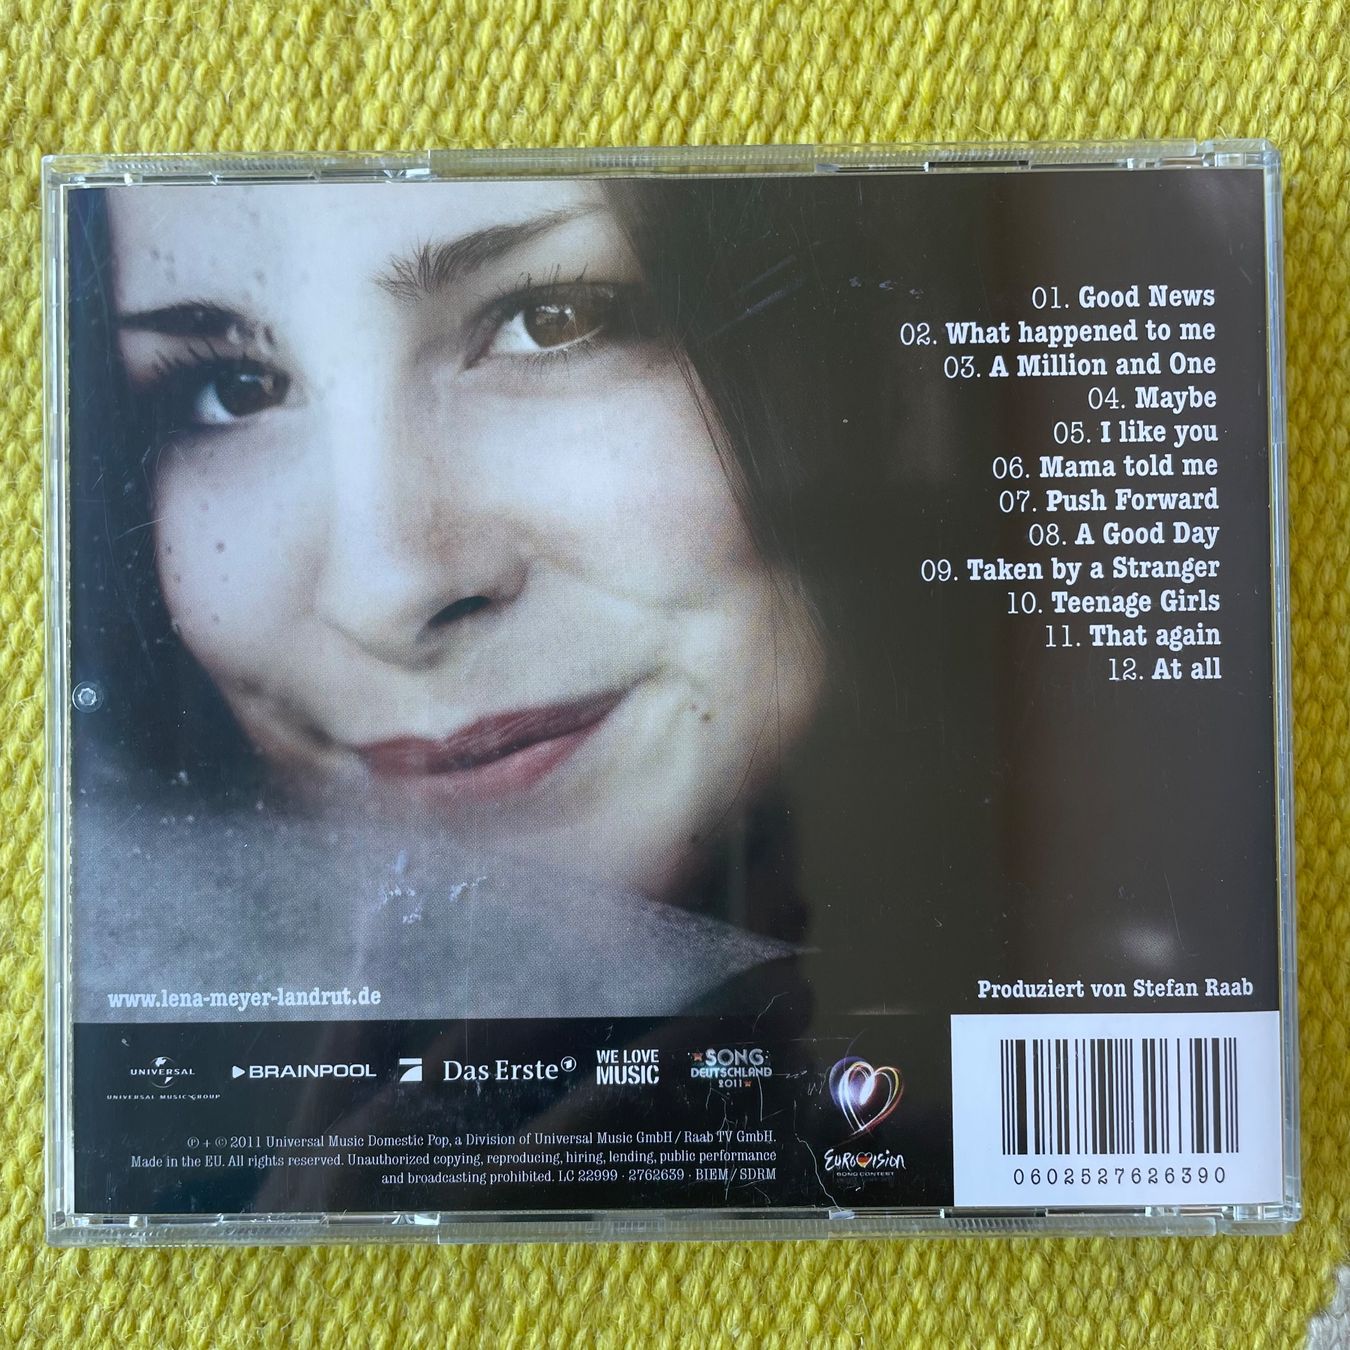 01. Good News
02. What happened to me
03. A Million and One
04. Maybe
05. I like you
06. Mama told me
07. Push Forward
08. A Good Day
09. Taken by a Stranger
10. Teenage Girls
11. That again
12. At all
www.lena-meyer-landrut.de
Produziert von Stefan Raab
UNIVERSAL
UNIVERSAL MUSIC GROUP
BRAINPOOL
7
Das Erste
WE LOVE
MUSIC
SONG
DEUTSCHLAND
2011
EUROVISION
SONG CONTEST
℗ + © 2011 Universal Music Domestic Pop, a Division of Universal Music GmbH / Raab TV GmbH.
Made in the EU. All rights reserved. Unauthorized copying, reproducing, hiring, lending, public performance
and broadcasting prohibited. LC 22999 · 2762639 · BIEM / SDRM
0602527626390